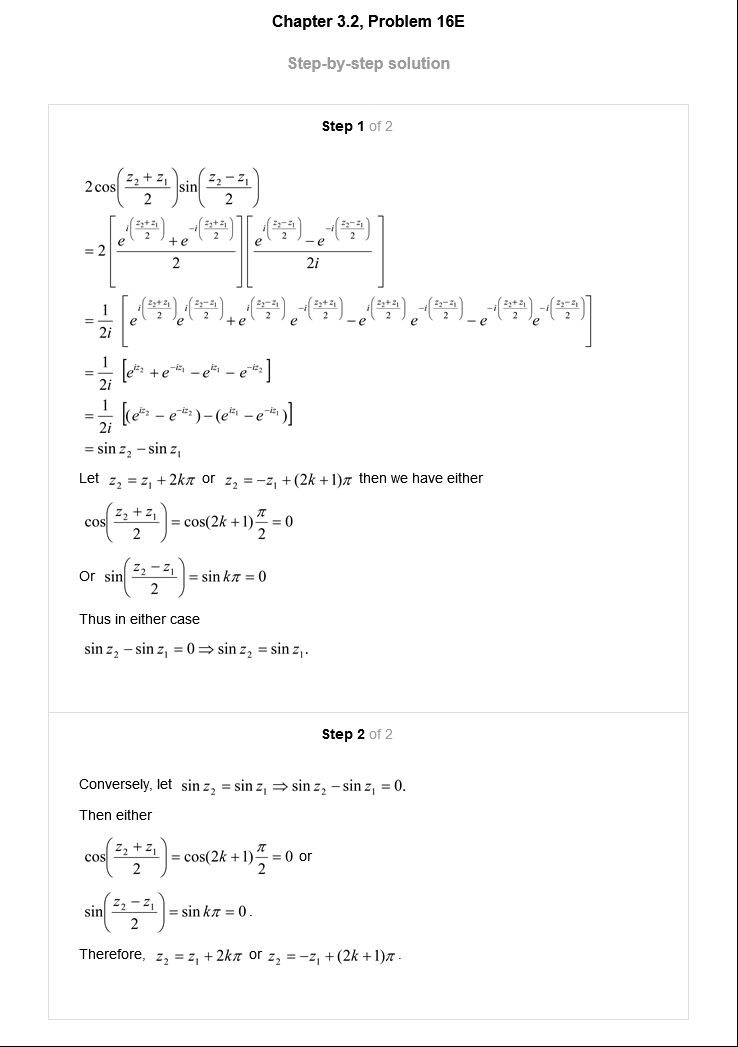 Chapter 3.2, Problem 16E
Step-by-step solution
Step 1 of 2
$2\cos\left(\frac{z_2+z_1}{2}\right)\sin\left(\frac{z_2-z_1}{2}\right)$
$=2\left[\frac{e^{i\left(\frac{z_2+z_1}{2}\right)}+e^{-i\left(\frac{z_2+z_1}{2}\right)}}{2}\right]\left[\frac{e^{i\left(\frac{z_2-z_1}{2}\right)}-e^{-i\left(\frac{z_2-z_1}{2}\right)}}{2i}\right]$
$=\frac{1}{2i}\left[e^{i\left(\frac{z_2+z_1}{2}\right)}e^{i\left(\frac{z_2-z_1}{2}\right)}+e^{i\left(\frac{z_2-z_1}{2}\right)}e^{-i\left(\frac{z_2+z_1}{2}\right)}-e^{i\left(\frac{z_2+z_1}{2}\right)}e^{-i\left(\frac{z_2-z_1}{2}\right)}-e^{-i\left(\frac{z_2+z_1}{2}\right)}e^{-i\left(\frac{z_2-z_1}{2}\right)}\right]$
$=\frac{1}{2i}\left[e^{iz_2}+e^{-iz_1}-e^{iz_1}-e^{-iz_2}\right]$
$=\frac{1}{2i}\left[(e^{iz_2}-e^{-iz_2})-(e^{iz_1}-e^{-iz_1})\right]$
$=\sin z_2-\sin z_1$
Let $z_2=z_1+2k\pi$ or $z_2=-z_1+(2k+1)\pi$ then we have either
$\cos\left(\frac{z_2+z_1}{2}\right)=\cos(2k+1)\frac{\pi}{2}=0$
Or $\sin\left(\frac{z_2-z_1}{2}\right)=\sin k\pi=0$
Thus in either case
$\sin z_2-\sin z_1=0\Rightarrow\sin z_2=\sin z_1.$
Step 2 of 2
Conversely, let $\sin z_2=\sin z_1\Rightarrow\sin z_2-\sin z_1=0.$
Then either
$\cos\left(\frac{z_2+z_1}{2}\right)=\cos(2k+1)\frac{\pi}{2}=0$ or
$\sin\left(\frac{z_2-z_1}{2}\right)=\sin k\pi=0.$
Therefore, $z_2=z_1+2k\pi$ or $z_2=-z_1+(2k+1)\pi.$